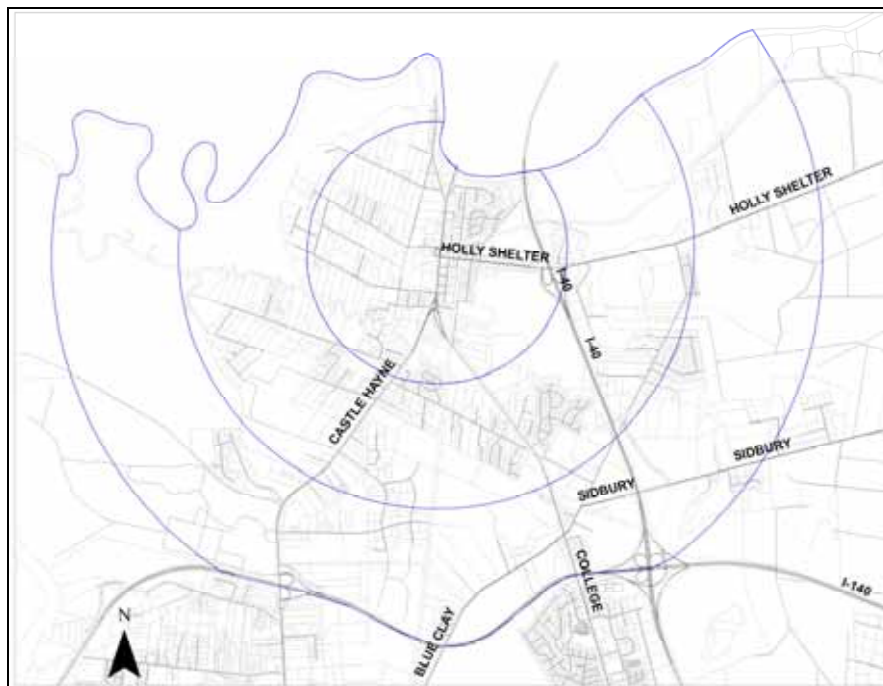 HOLLY SHELTER
HOLLY SHELTER
I-40
I-40
CASTLE HAYNE
SIDBURY
SIDBURY
COLLEGE
I-140
BLUE CLAY
N